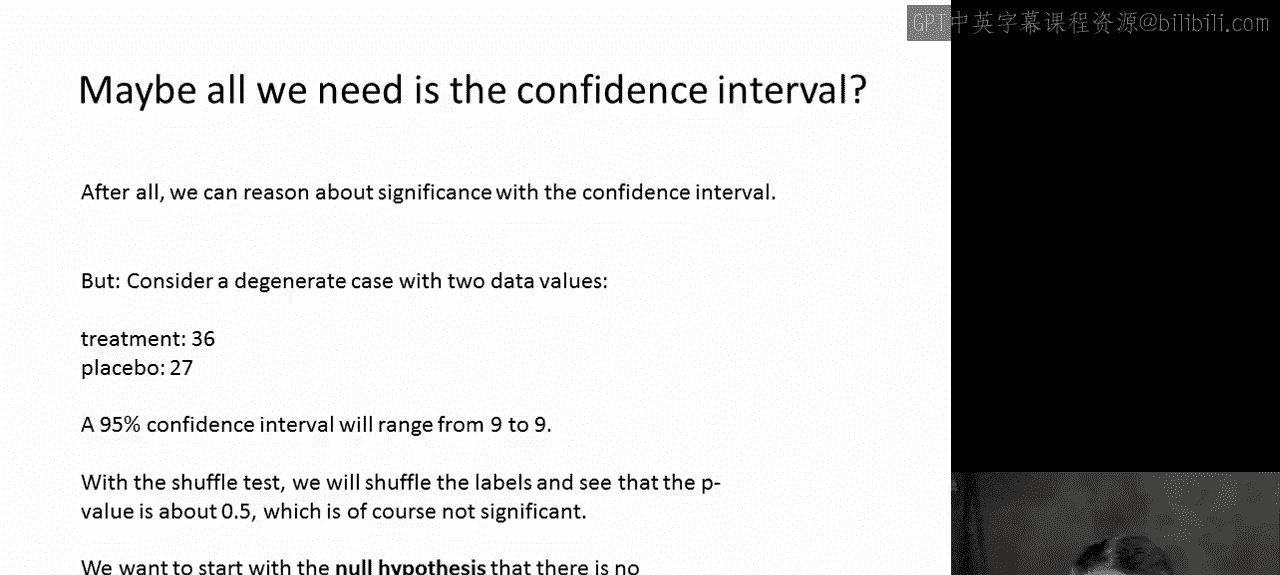 GPT中英字幕课程资源@bilibili.com
Maybe all we need is the confidence interval?
After all, we can reason about significance with the confidence interval.
But: Consider a degenerate case with two data values:
treatment: 36
placebo: 27
A 95% confidence interval will range from 9 to 9.
With the shuffle test, we will shuffle the labels and see that the p-
value is about 0.5, which is of course not significant.
We want to start with the null hypothesis that there is no